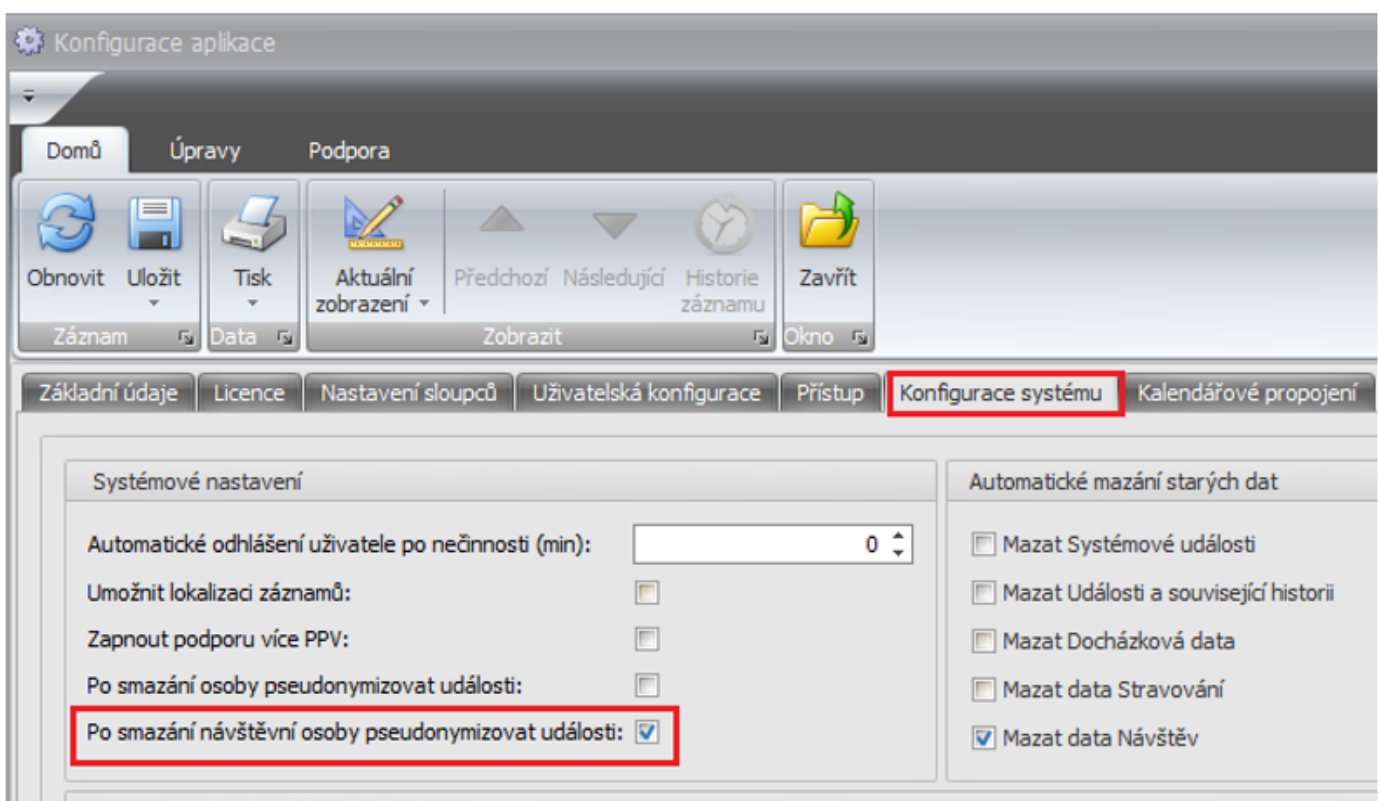 Konfigurace aplikace
Domů Úpravy Podpora
Obnovit Uložit Tisk Aktuální zobrazení Předchozí Následující Historie záznamu Zavřít
Záznam Data Zobrazit Okno
Základní údaje Licence Nastavení sloupců Uživatelská konfigurace Přístup Konfigurace systému Kalendářové propojení
Systémové nastavení
Automatické odhlášení uživatele po nečinnosti (min): 0
Umožnit lokalizaci záznamů:
Zapnout podporu více PPV:
Po smazání osoby pseudonymizovat události:
Po smazání návštěvní osoby pseudonymizovat události:
Automatické mazání starých dat
Mazat Systémové události
Mazat Události a související historii
Mazat Docházková data
Mazat data Stravování
Mazat data Návštěv